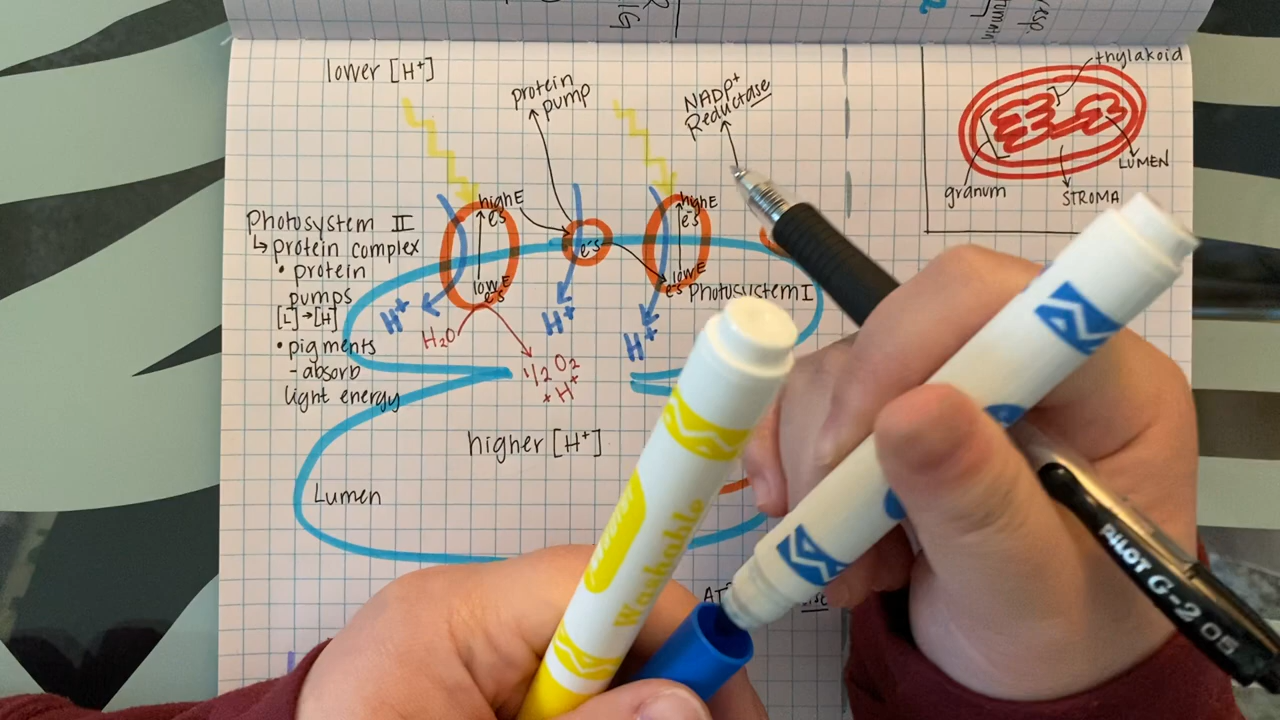 lower [H⁺]
protein
pump
NADP⁺
Reductase
thylakoid
LUMEN
granum
STROMA
Photosystem II
↳ protein complex
• protein
pumps
[L]→[H]
• pigments
- absorb
light energy
high E
e⁻s
low E
e⁻s
e⁻s
high E
e⁻s
low E
e⁻s
Photosystem I
H⁺
H⁺
H⁺
H₂O
1/2 O₂
+ H⁺
higher [H⁺]
Lumen
Washable
PILOT G-2 05